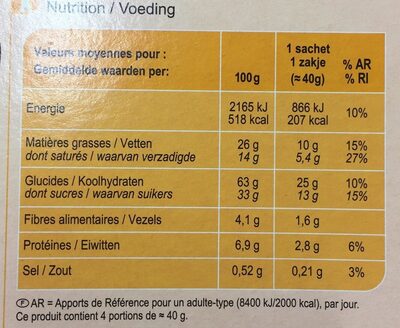 Nutrition / Voeding
Valeurs moyennes pour :
Gemiddelde waarden per:
100 g
1 sachet
1 zakje
(≈ 40g)
% AR
% RI
Energie 2165 kJ 866 kJ 10%
518 kcal 207 kcal
Matières grasses / Vetten 26 g 10 g 15%
dont saturés / waarvan verzadigde 14 g 5,4 g 27%
Glucides / Koolhydraten 63 g 25 g 10%
dont sucres / waarvan suikers 33 g 13 g 15%
Fibres alimentaires / Vezels 4,1 g 1,6 g
Protéines / Eiwitten 6,9 g 2,8 g 6%
Sel / Zout 0,52 g 0,21 g 3%
Ⓕ AR = Apports de Référence pour un adulte-type (8400 kJ/2000 kcal), par jour.
Ce produit contient 4 portions de ≈ 40 g.